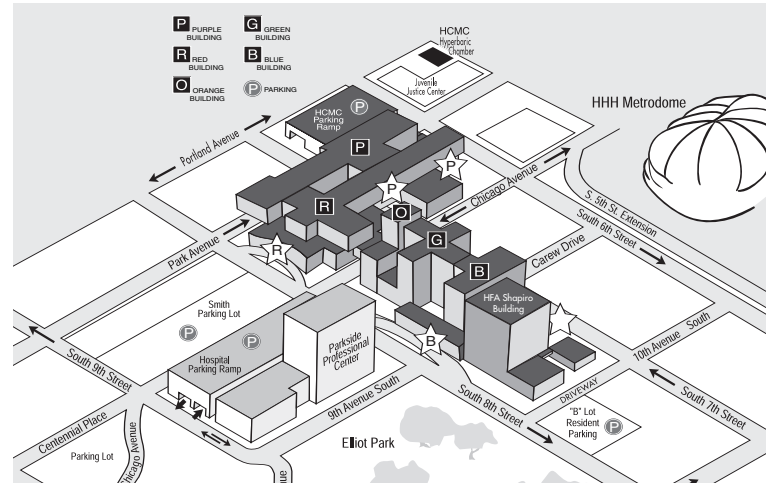 P PURPLE
BUILDING
G GREEN
BUILDING
R RED
BUILDING
B BLUE
BUILDING
O ORANGE
BUILDING
P PARKING
HCMC
Hyperbaric
Chamber
Juvenile
Justice Center
HHH Metrodome
HCMC
Parking
Ramp
P
Portland Avenue
P
P
P
Chicago Avenue
S. 5th St. Extension
South 6th Street
R
O
G
Park Avenue
R
Carew Drive
B
HFA Shapiro
Building
Smith
Parking Lot
P
P
Hospital
Parking Ramp
Parkside
Professional
Center
B
South 9th Street
10th Avenue South
South 7th Street
DRIVEWAY
"B" Lot
Resident
Parking
P
9th Avenue South
South 8th Street
Centennial Place
Elliot Park
Parking Lot
Chicago Avenue